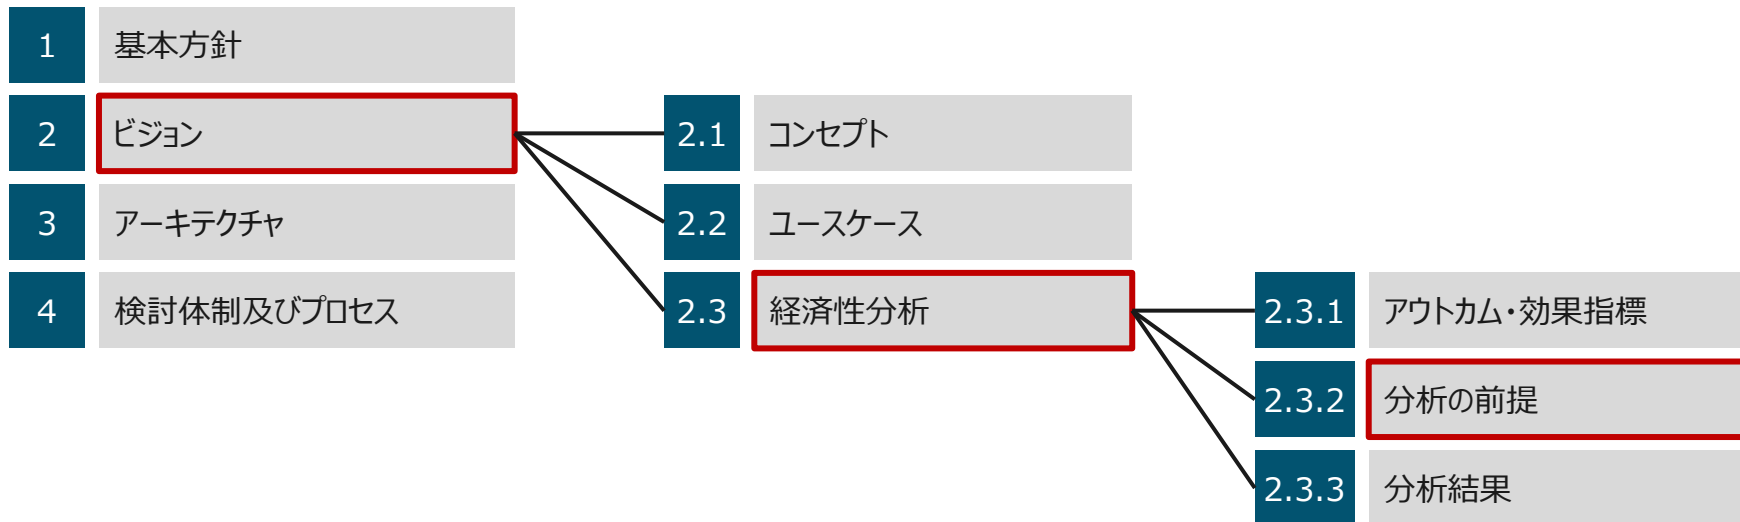 1 基本方針
2 ビジョン
2.1 コンセプト
3 アーキテクチャ
2.2 ユースケース
4 検討体制及びプロセス
2.3 経済性分析
2.3.1 アウトカム・効果指標
2.3.2 分析の前提
2.3.3 分析結果